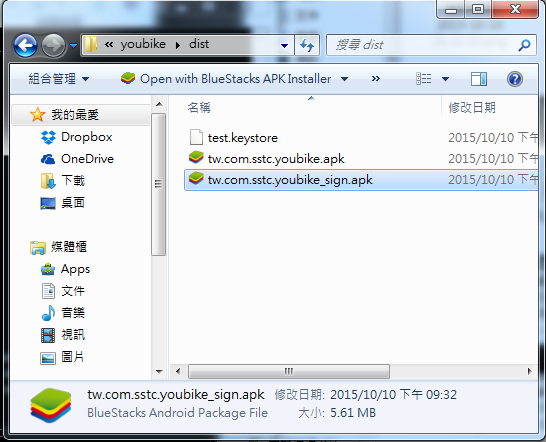 « youbike ▸ dist
搜尋 dist
組合管理 Open with BlueStacks APK Installer »
我的最愛
Dropbox
OneDrive
下載
桌面
媒體櫃
Apps
文件
音樂
視訊
圖片
名稱 修改日期
test.keystore 2015/10/10 下午
tw.com.sstc.youbike.apk 2015/10/10 下午
tw.com.sstc.youbike_sign.apk 2015/10/10 下午
tw.com.sstc.youbike_sign.apk 修改日期: 2015/10/10 下午 09:32
BlueStacks Android Package File 大小: 5.61 MB